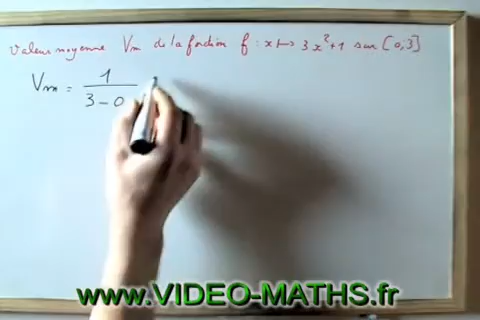 Valeur moyenne Vm de la fonction f : x ↦ 3x²+1 sur [0;3]
Vm = 1/(3-0)
www.VIDEO-MATHS.fr